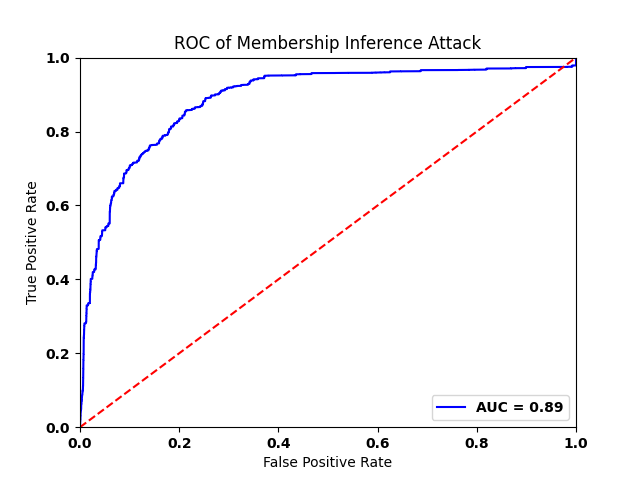 ROC of Membership Inference Attack
True Positive Rate
1.0
0.8
0.6
0.4
0.2
0.0
AUC = 0.89
0.0 0.2 0.4 0.6 0.8 1.0
False Positive Rate